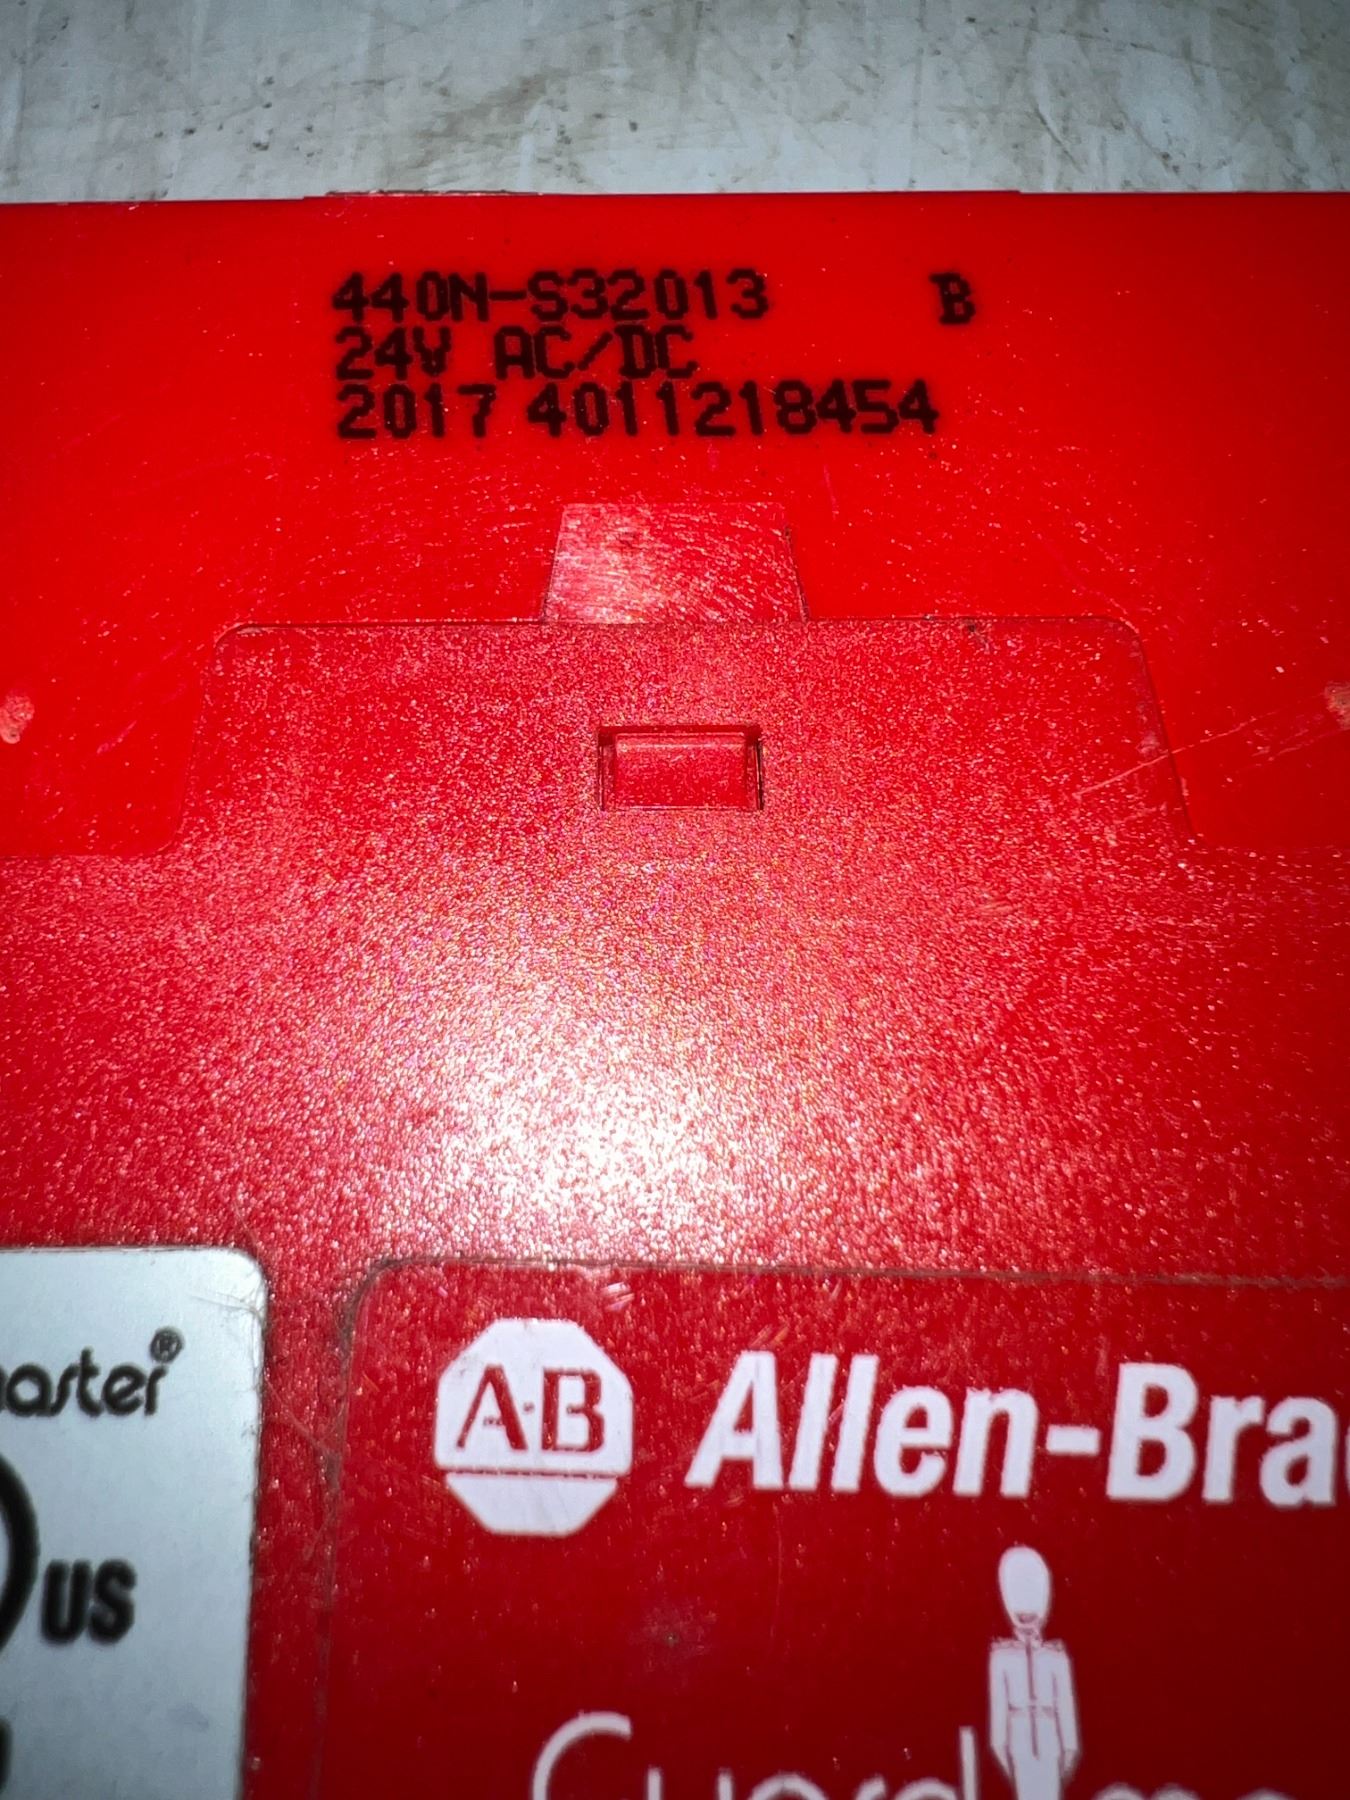 440N-S32013 B
24V AC/DC
2017 4011218454
aster®
A-B Allen-Bra
US